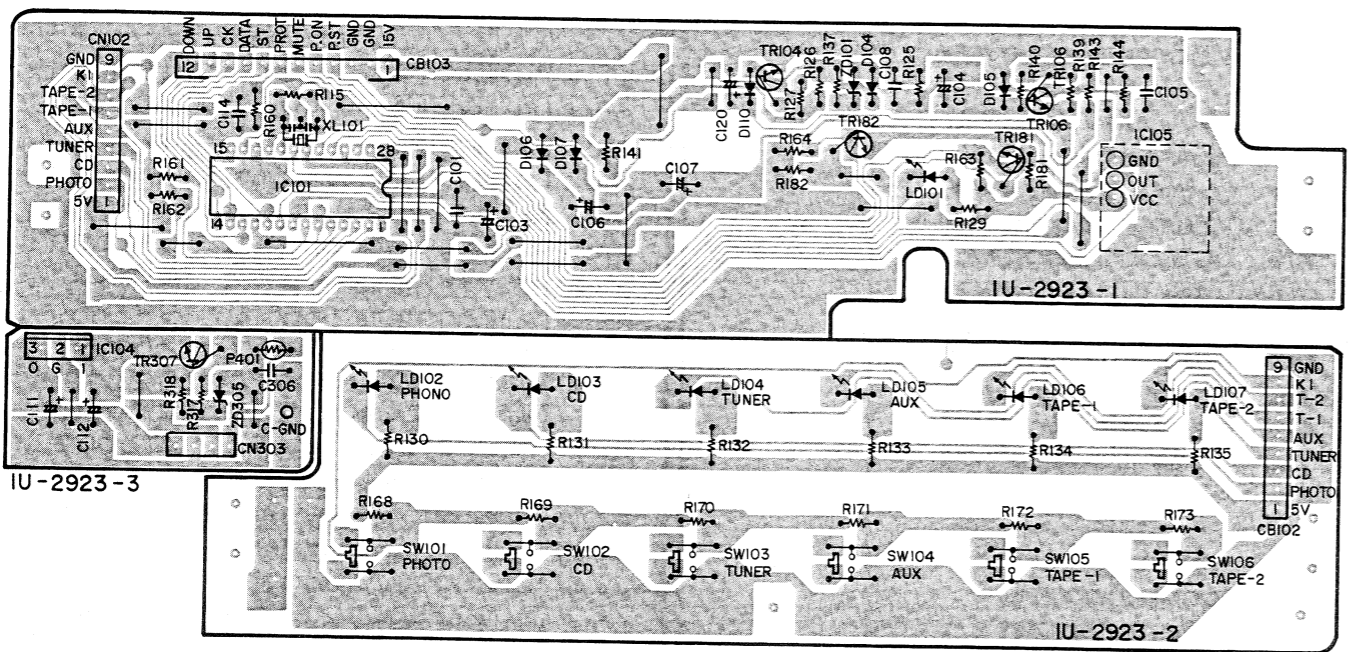 CN102
GND 9
K1
TAPE-2
TAPE-1
AUX
TUNER
CD
PHOTO
5V 1
DOWN
UP
CK
DATA
ST.
PROT
MUTE
P.ON
P.ST
GND
GND
15V
12
1
CB103
C114
R160
R115
XL101
15
28
IC101
14
1
R161
R162
C101
C103
D106
D107
R141
C106
C107
C120
D110
TR104
R127
R126
R137
D101
D104
C108
R125
C104
D105
R140
TR106
R139
R143
R144
TR106
C105
R164
R182
TR182
LD101
R163
TR181
R181
R129
IC105
GND
OUT
VCC
1U-2923-1
3 2 1
IC104
O G I
TR307
P401
C306
R318
R317
ZD305
C111
C112
C-GND
CN303
1U-2923-3
LD102
PHONO
LD103
CD
LD104
TUNER
LD105
AUX
LD106
TAPE-1
LD107
TAPE-2
R130
R131
R132
R133
R134
R135
9 GND
K1
T-2
T-1
AUX
TUNER
CD
PHOTO
1 5V
CB102
R168
R169
R170
R171
R172
R173
SW101
PHOTO
SW102
CD
SW103
TUNER
SW104
AUX
SW105
TAPE-1
SW106
TAPE-2
1U-2923-2